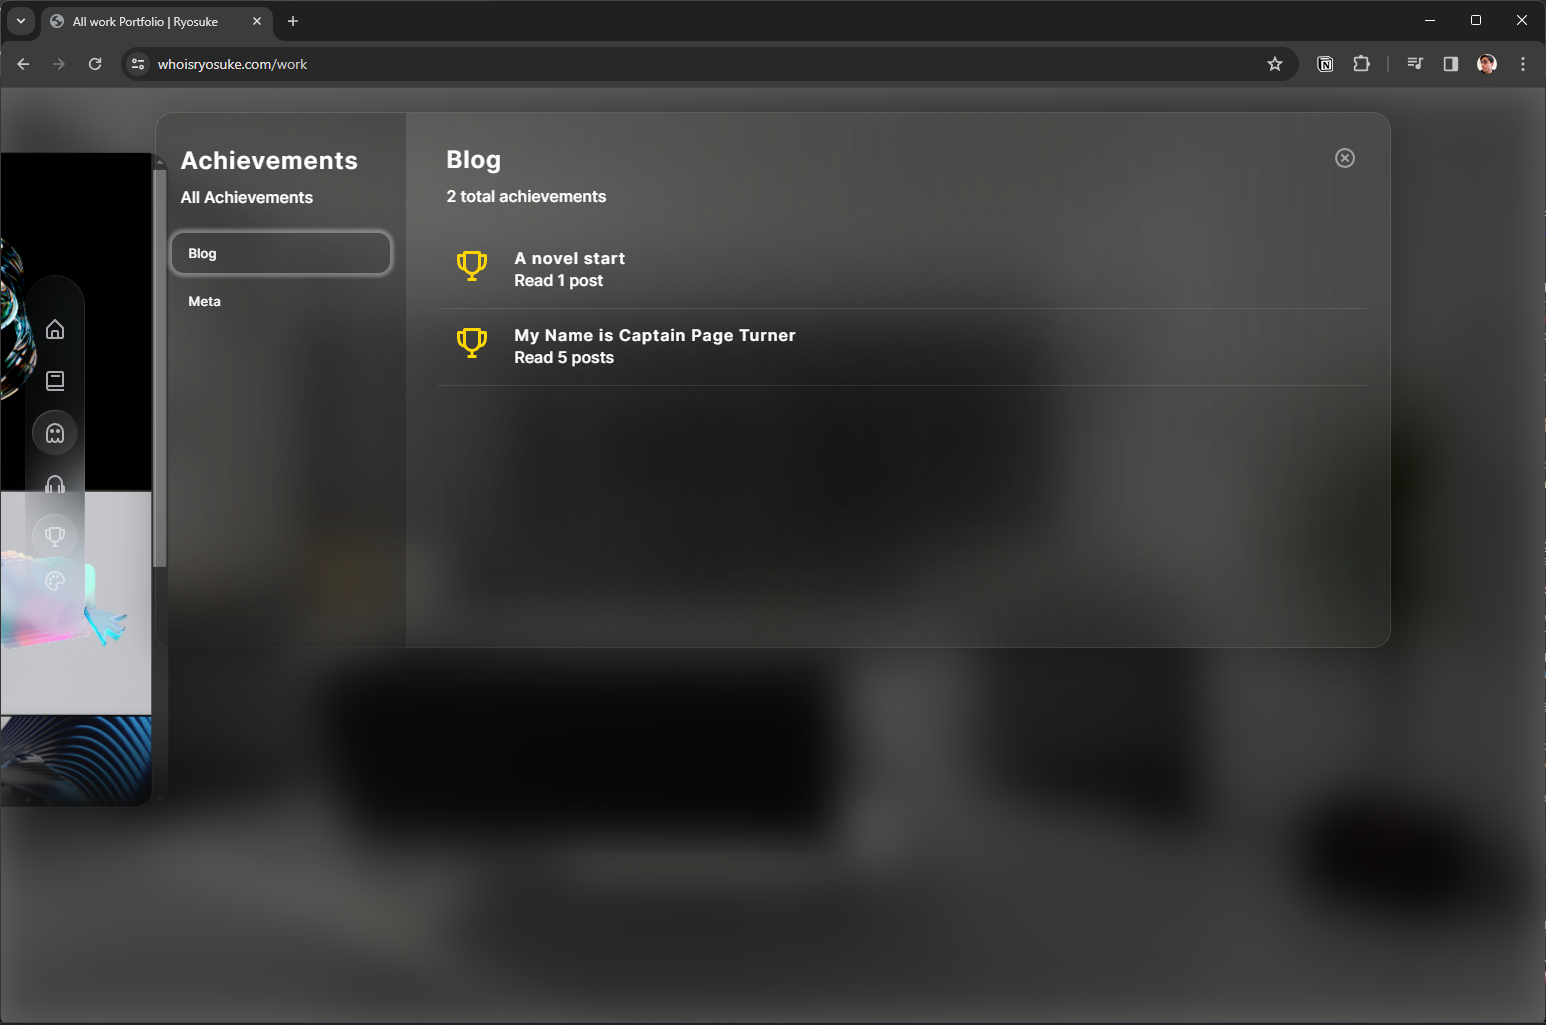 All work Portfolio | Ryosuke
whoisryosuke.com/work
Achievements
All Achievements
Blog
Meta
Blog
2 total achievements
A novel start
Read 1 post
My Name is Captain Page Turner
Read 5 posts